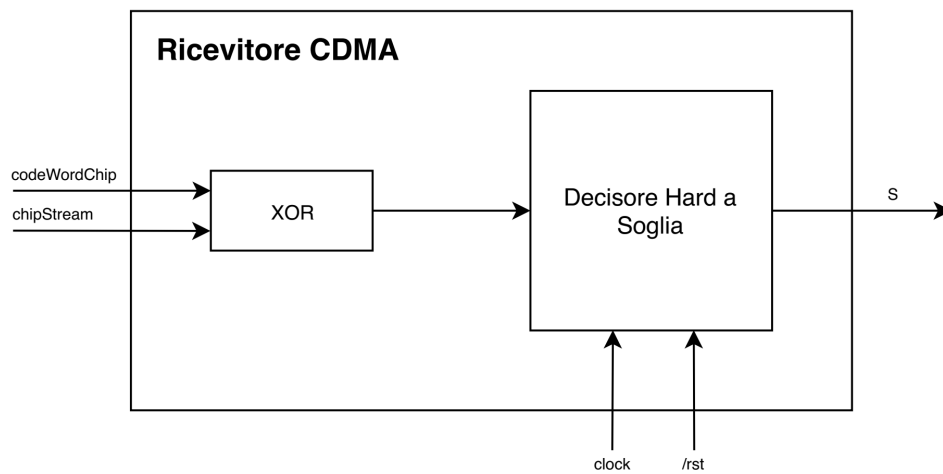 Ricevitore CDMA
codeWordChip
chipStream
XOR
Decisore Hard a
Soglia
S
clock
/rst